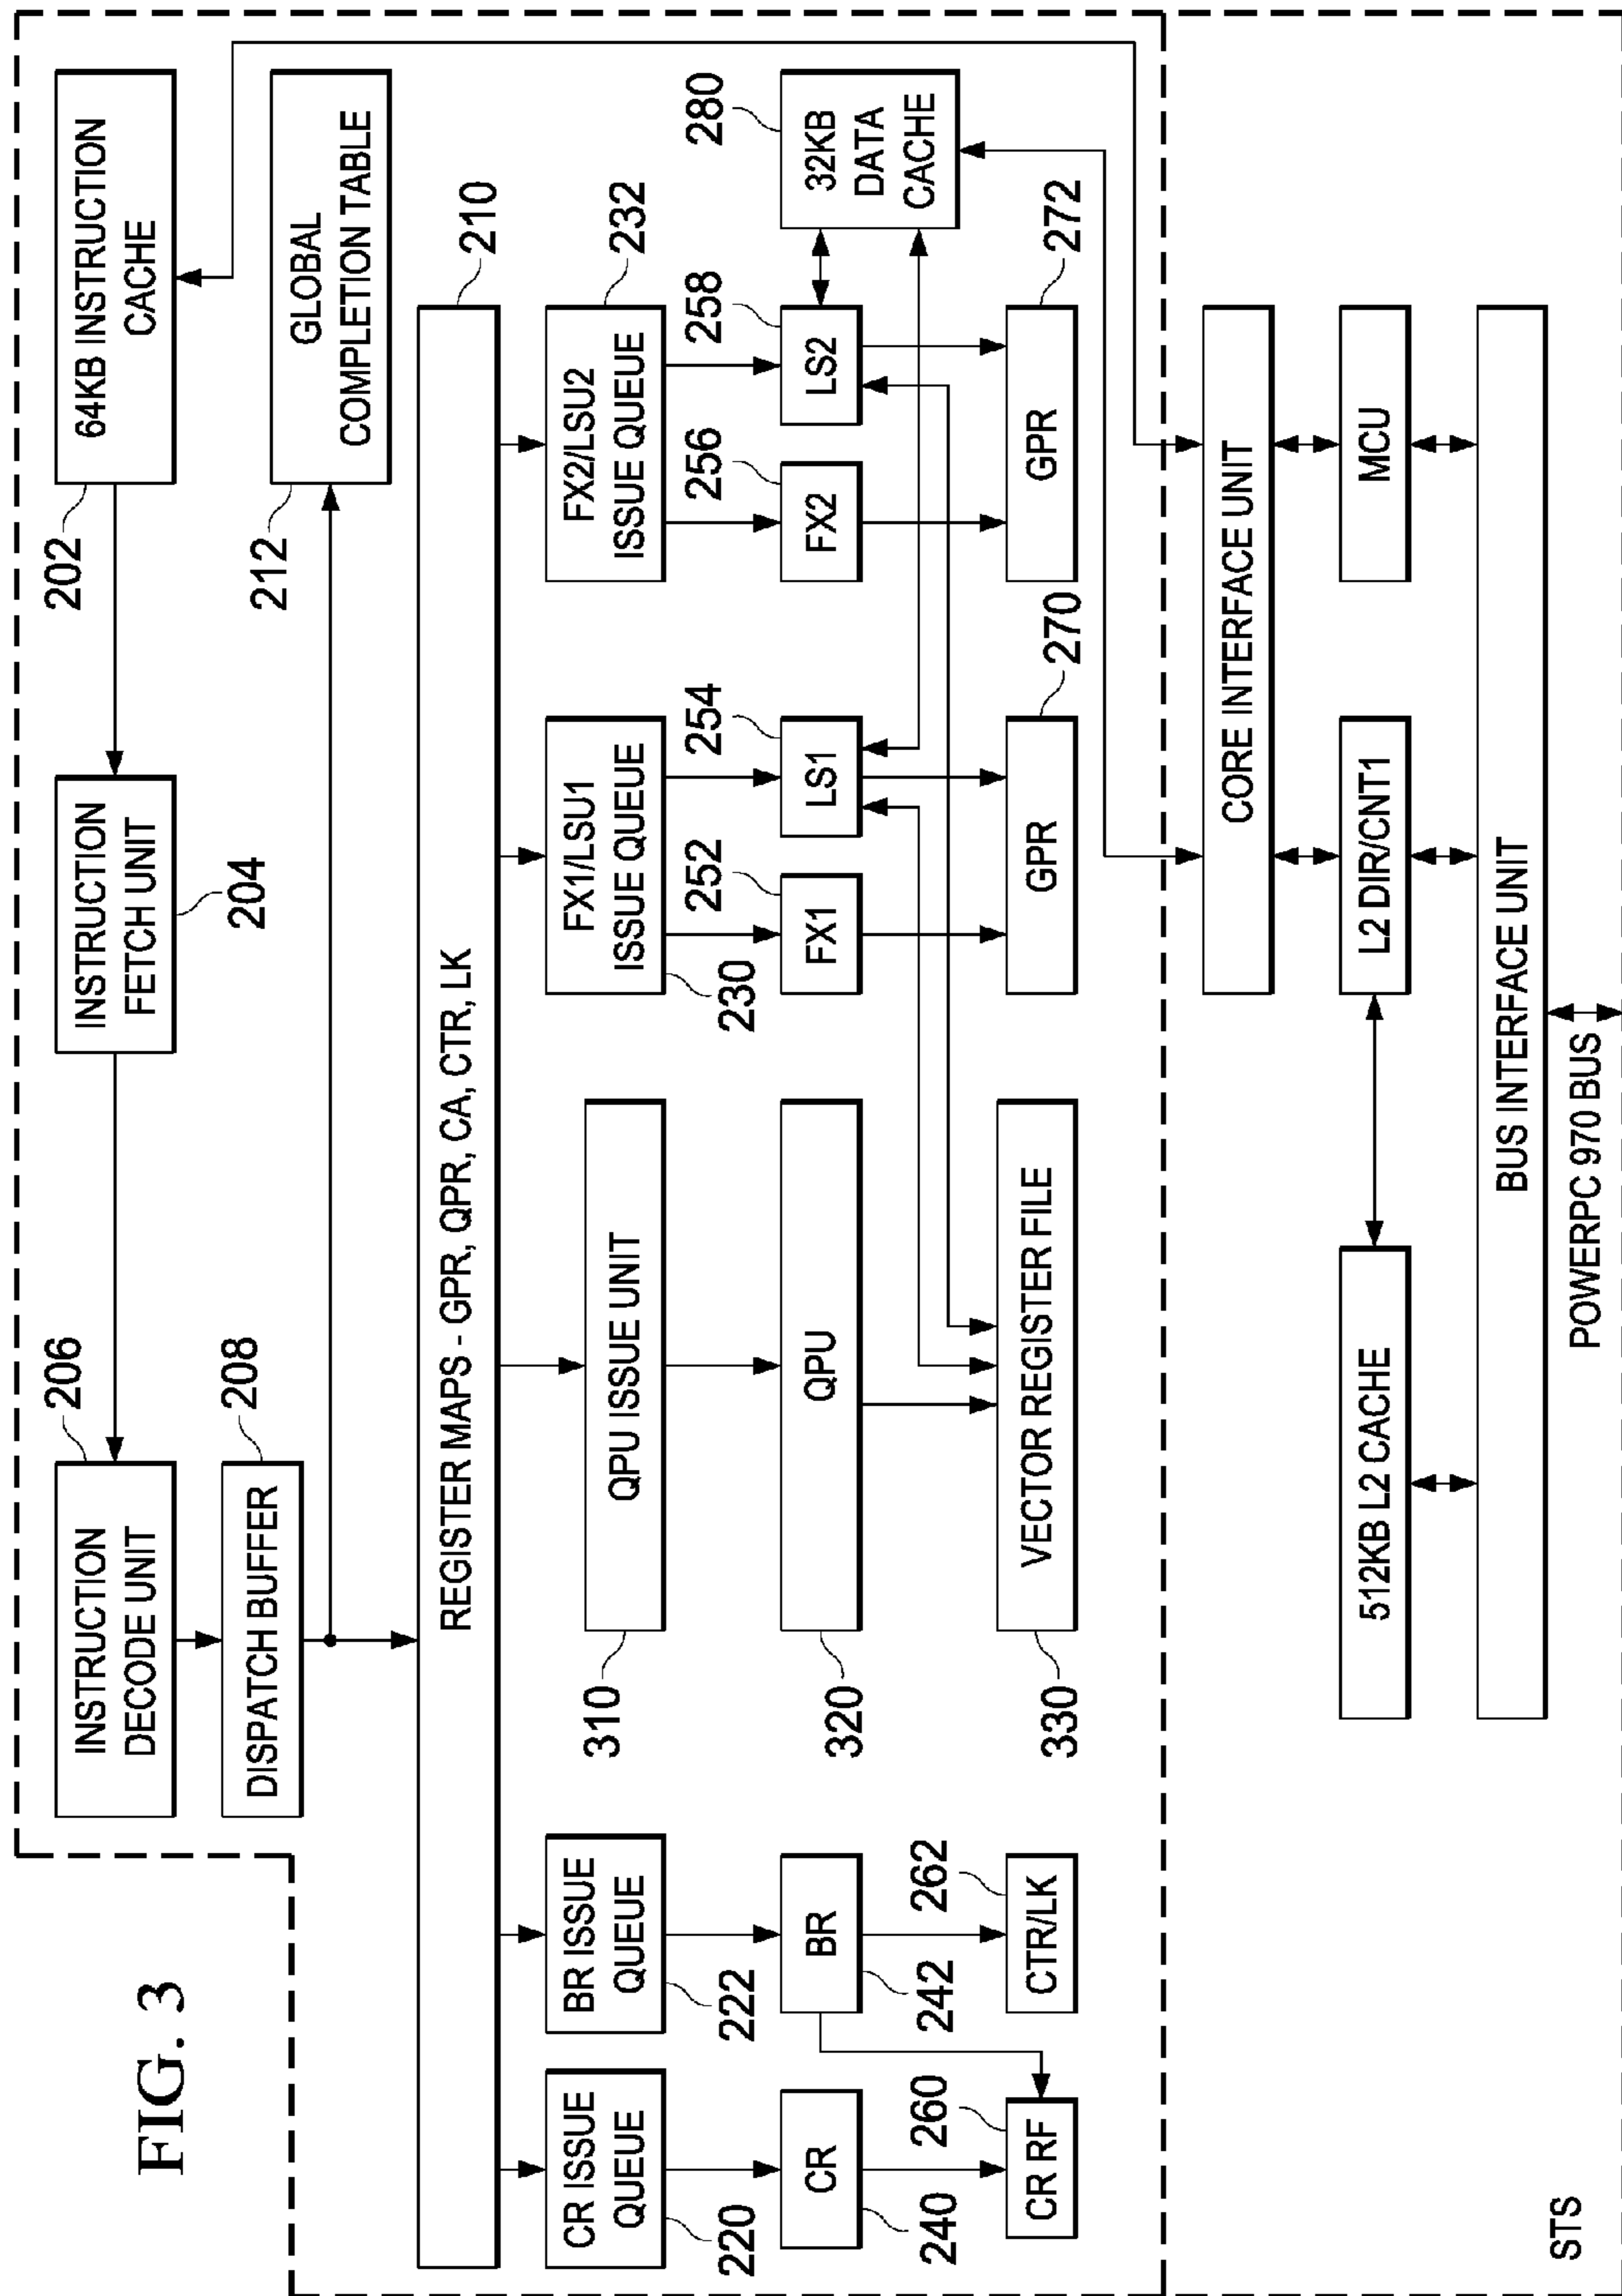 FIG. 3
206
INSTRUCTION
DECODE UNIT
INSTRUCTION
FETCH UNIT
204
202
64KB INSTRUCTION
CACHE
208
DISPATCH BUFFER
212
GLOBAL
COMPLETION TABLE
REGISTER MAPS - GPR, QPR, CA, CTR, LK
210
CR ISSUE
QUEUE
220
BR ISSUE
QUEUE
222
QPU ISSUE UNIT
310
FX1/LSU1
ISSUE QUEUE
230
FX2/LSU2
ISSUE QUEUE
232
CR
240
BR
242
QPU
320
FX1
252
LS1
254
FX2
256
LS2
258
32KB
DATA
CACHE
280
CR RF
260
CTR/LK
262
VECTOR REGISTER FILE
330
GPR
270
GPR
272
CORE INTERFACE UNIT
512KB L2 CACHE
L2 DIR/CNT1
MCU
BUS INTERFACE UNIT
STS
POWERPC 970 BUS